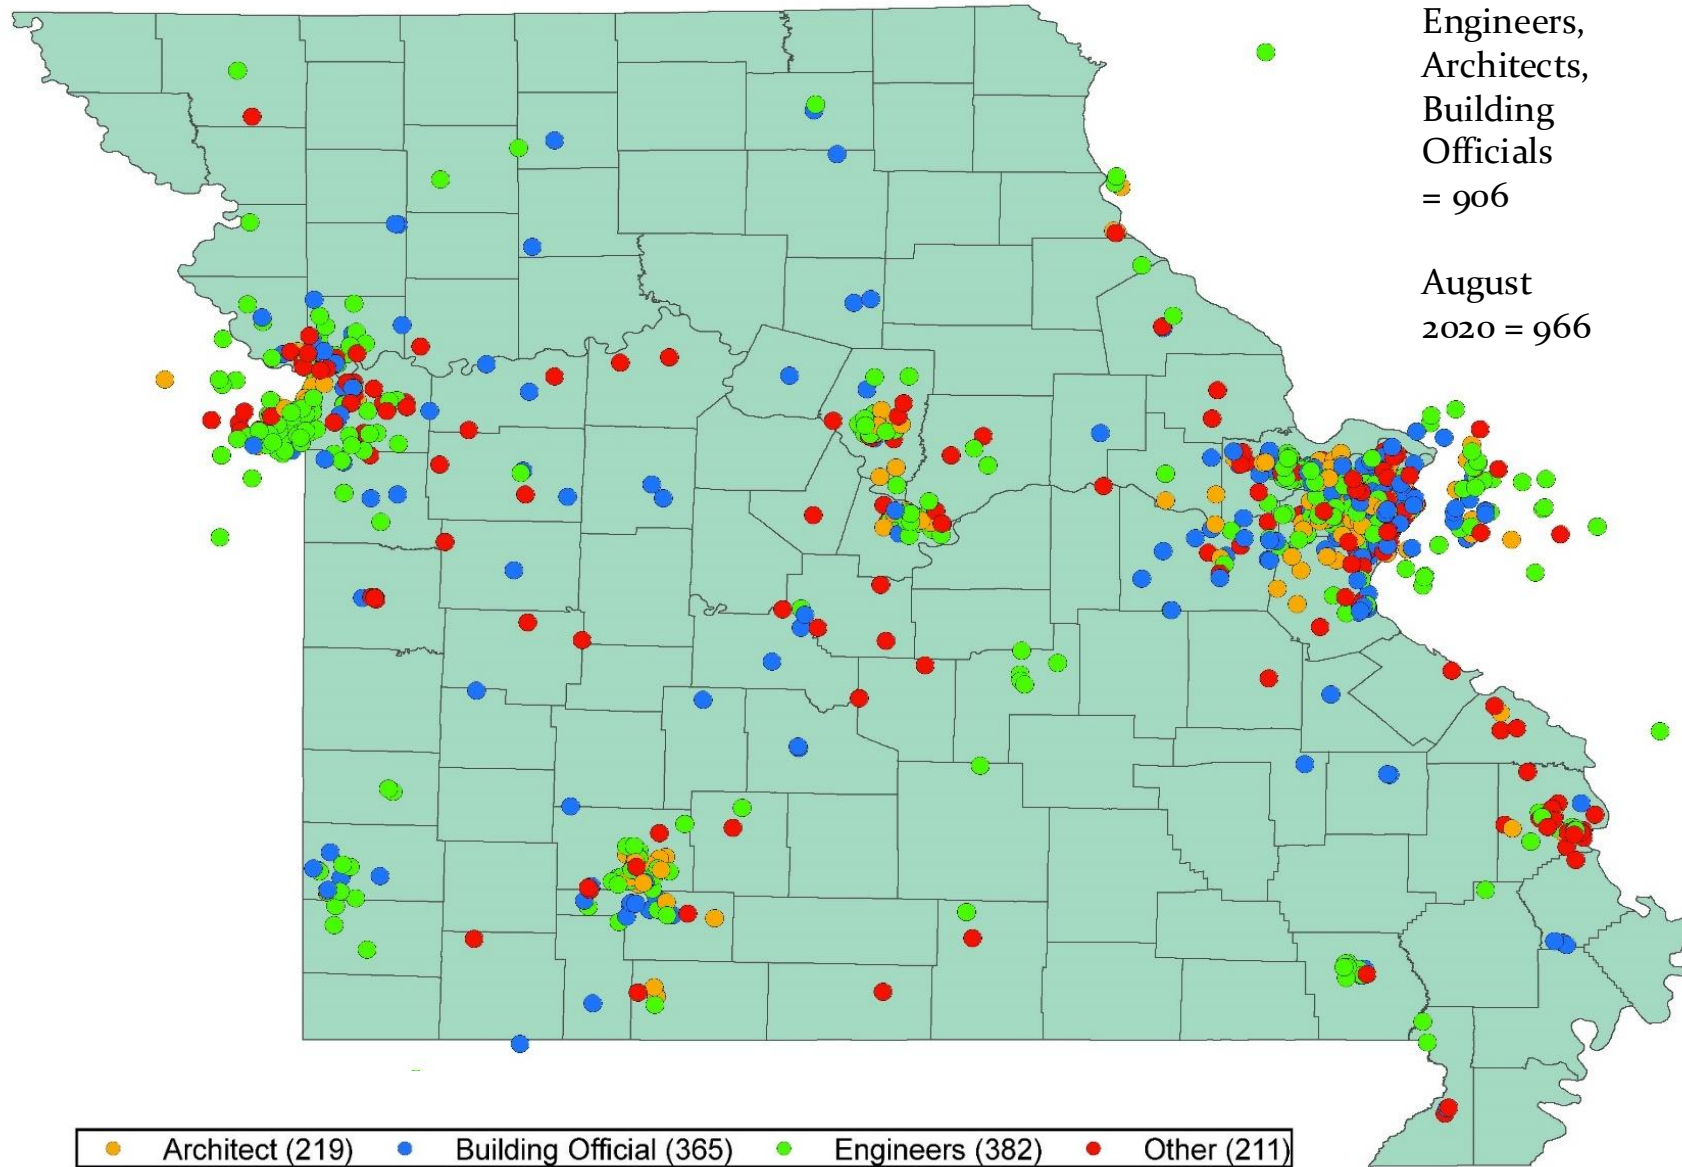 Engineers,
Architects,
Building
Officials
= 906
August
2020 = 966
Architect (219) Building Official (365) Engineers (382) Other (211)